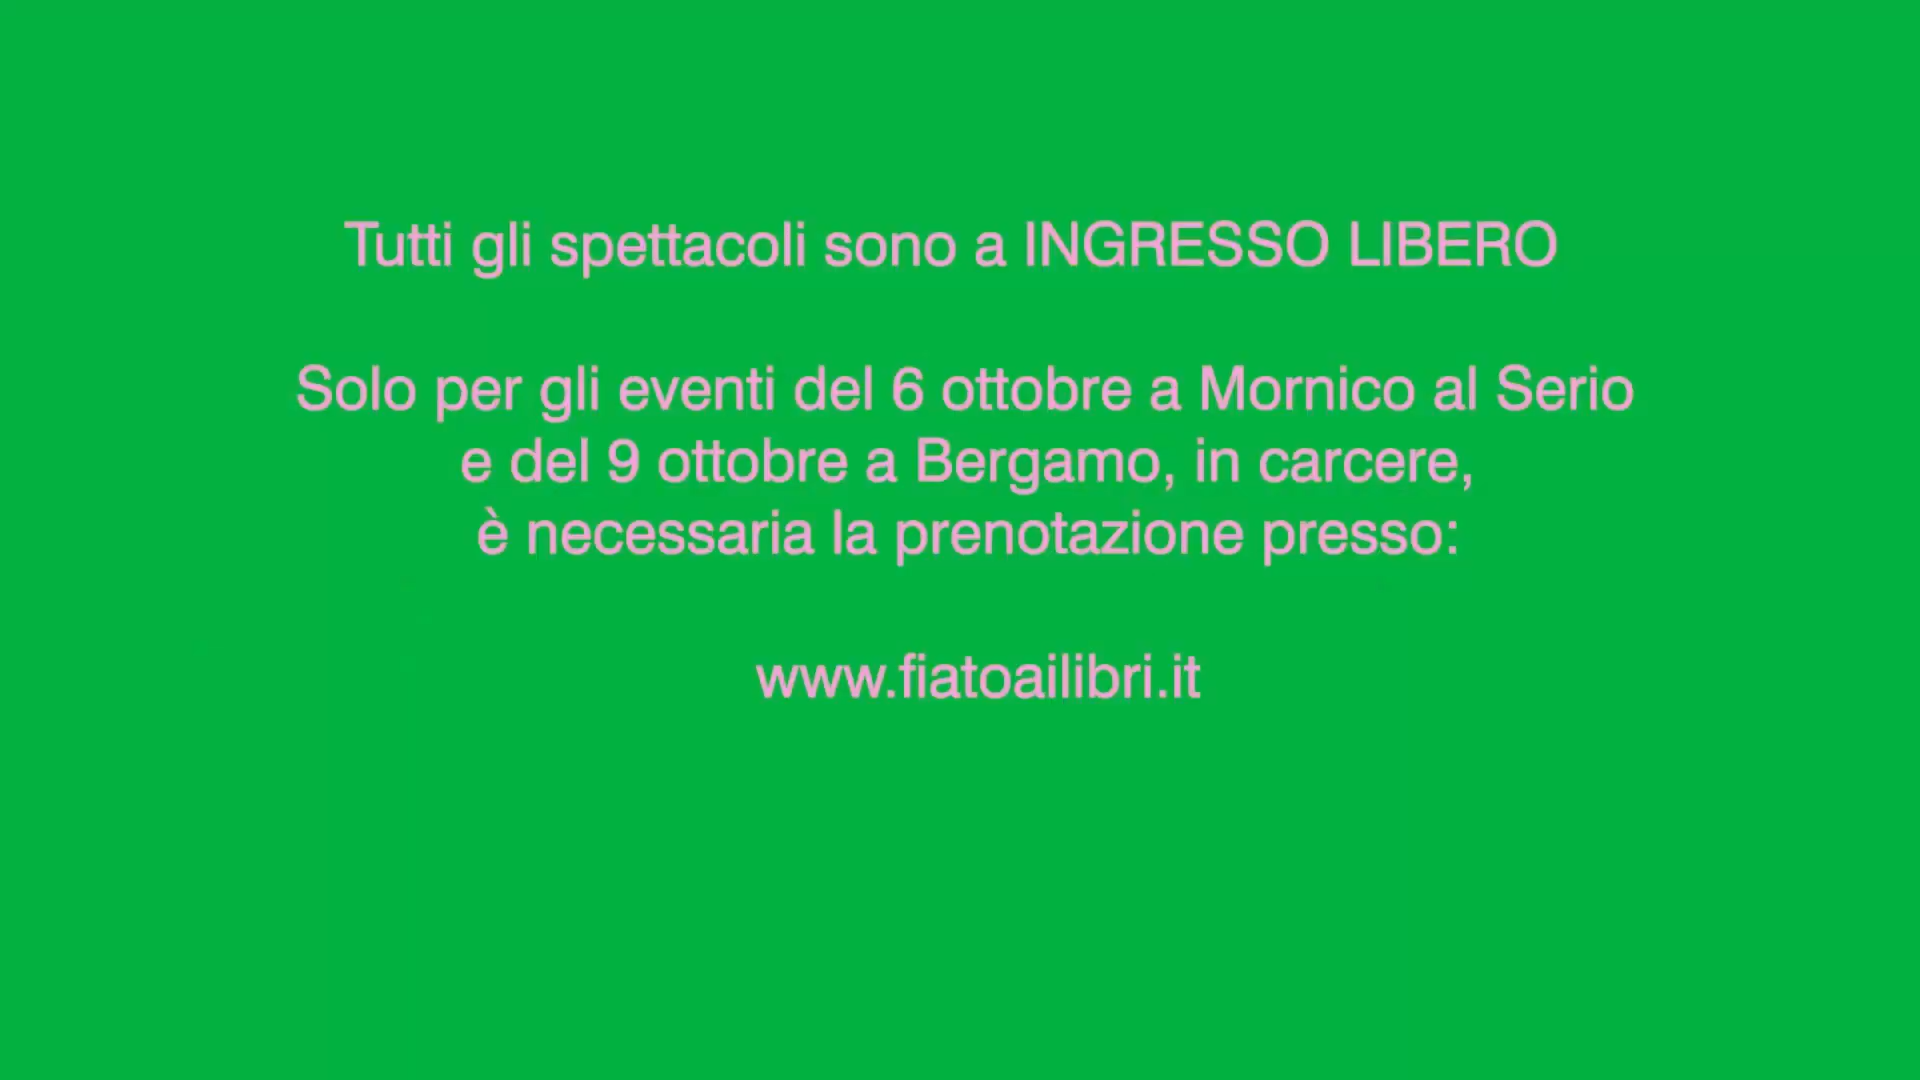 Tutti gli spettacoli sono a INGRESSO LIBERO
Solo per gli eventi del 6 ottobre a Mornico al Serio
e del 9 ottobre a Bergamo, in carcere,
è necessaria la prenotazione presso:
www.fiatoailibri.it